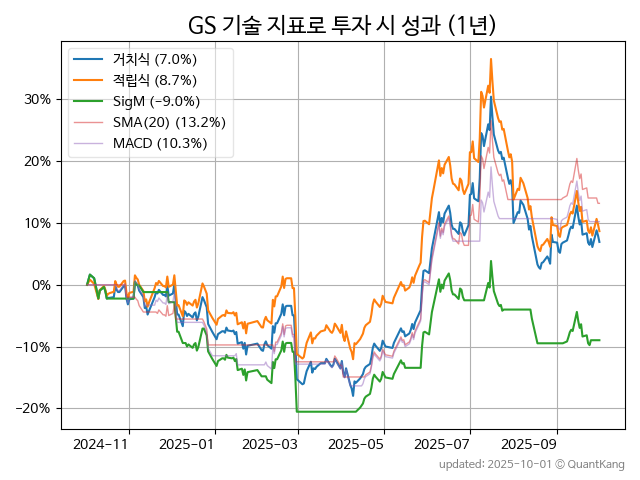 GS 기술 지표로 투자 시 성과 (1년)
거치식 (7.0%)
적립식 (8.7%)
SigM (−9.0%)
SMA(20) (13.2%)
MACD (10.3%)
30%
20%
10%
0%
−10%
−20%
2024−11
2025−01
2025−03
2025−05
2025−07
2025−09
updated: 2025-10-01 © QuantKang